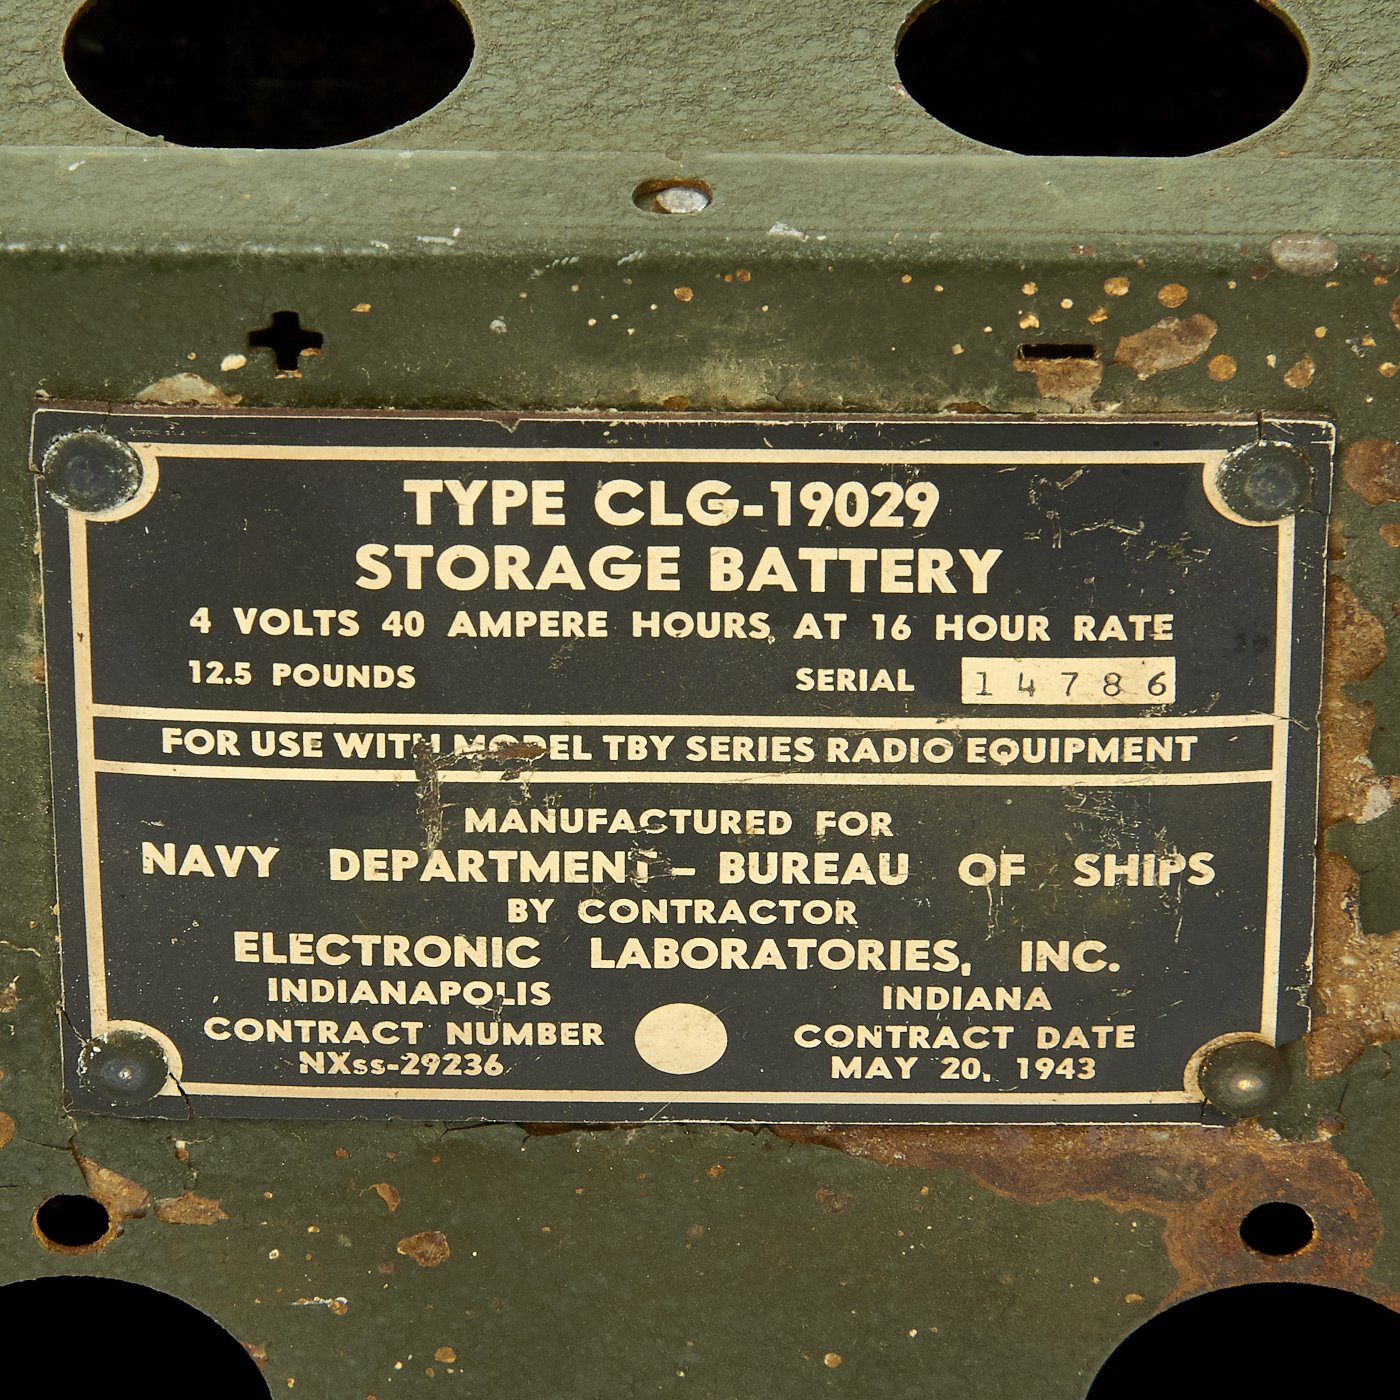 TYPE CLG-19029
STORAGE BATTERY
4 VOLTS 40 AMPERE HOURS AT 16 HOUR RATE
12.5 POUNDS SERIAL 14786
FOR USE WITH MODEL TBY SERIES RADIO EQUIPMENT
MANUFACTURED FOR
NAVY DEPARTMENT - BUREAU OF SHIPS
BY CONTRACTOR
ELECTRONIC LABORATORIES, INC.
INDIANAPOLIS INDIANA
CONTRACT NUMBER CONTRACT DATE
NXss-29236 MAY 20, 1943